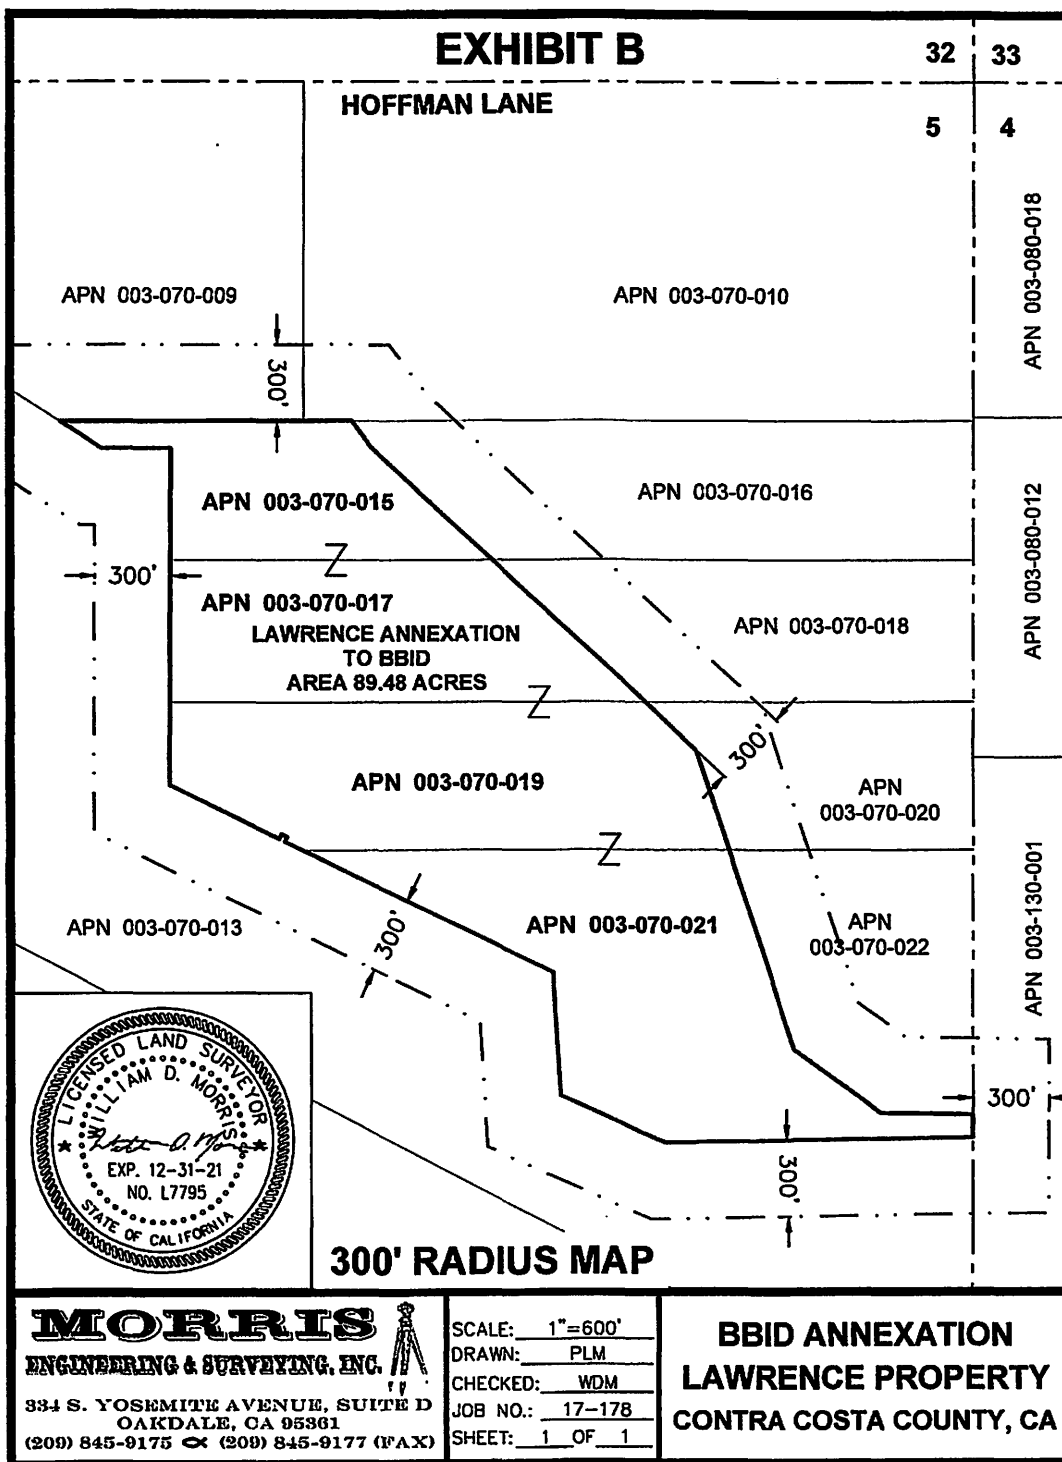 EXHIBIT B
32 33
HOFFMAN LANE
5 4
APN 003-080-018
APN 003-070-009
APN 003-070-010
300'
APN 003-070-015
APN 003-070-016
APN 003-080-012
Z
300'
APN 003-070-017
LAWRENCE ANNEXATION
TO BBID
AREA 89.48 ACRES
APN 003-070-018
Z
300'
APN 003-070-019
APN
003-070-020
Z
APN 003-130-001
APN 003-070-013
300'
APN 003-070-021
APN
003-070-022
300'
300'
LICENSED LAND SURVEYOR
WILLIAM D. MORRIS
EXP. 12-31-21
NO. L7795
STATE OF CALIFORNIA
300' RADIUS MAP
MORRIS
ENGINEERING & SURVEYING, INC.
334 S. YOSEMITE AVENUE, SUITE D
OAKDALE, CA 95361
(209) 845-9175 (209) 845-9177 (FAX)
SCALE: 1"=600'
DRAWN: PLM
CHECKED: WDM
JOB NO.: 17-178
SHEET: 1 OF 1
BBID ANNEXATION
LAWRENCE PROPERTY
CONTRA COSTA COUNTY, CA